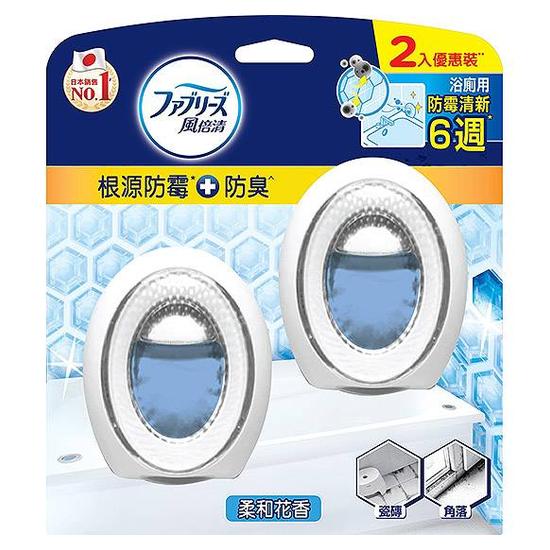 日本銷售
NO.1
ファブリーズ
風倍清
2入優惠裝**
浴廁用
防霉清新
6週*
根源防霉*+防臭^
柔和花香
瓷磚
角落